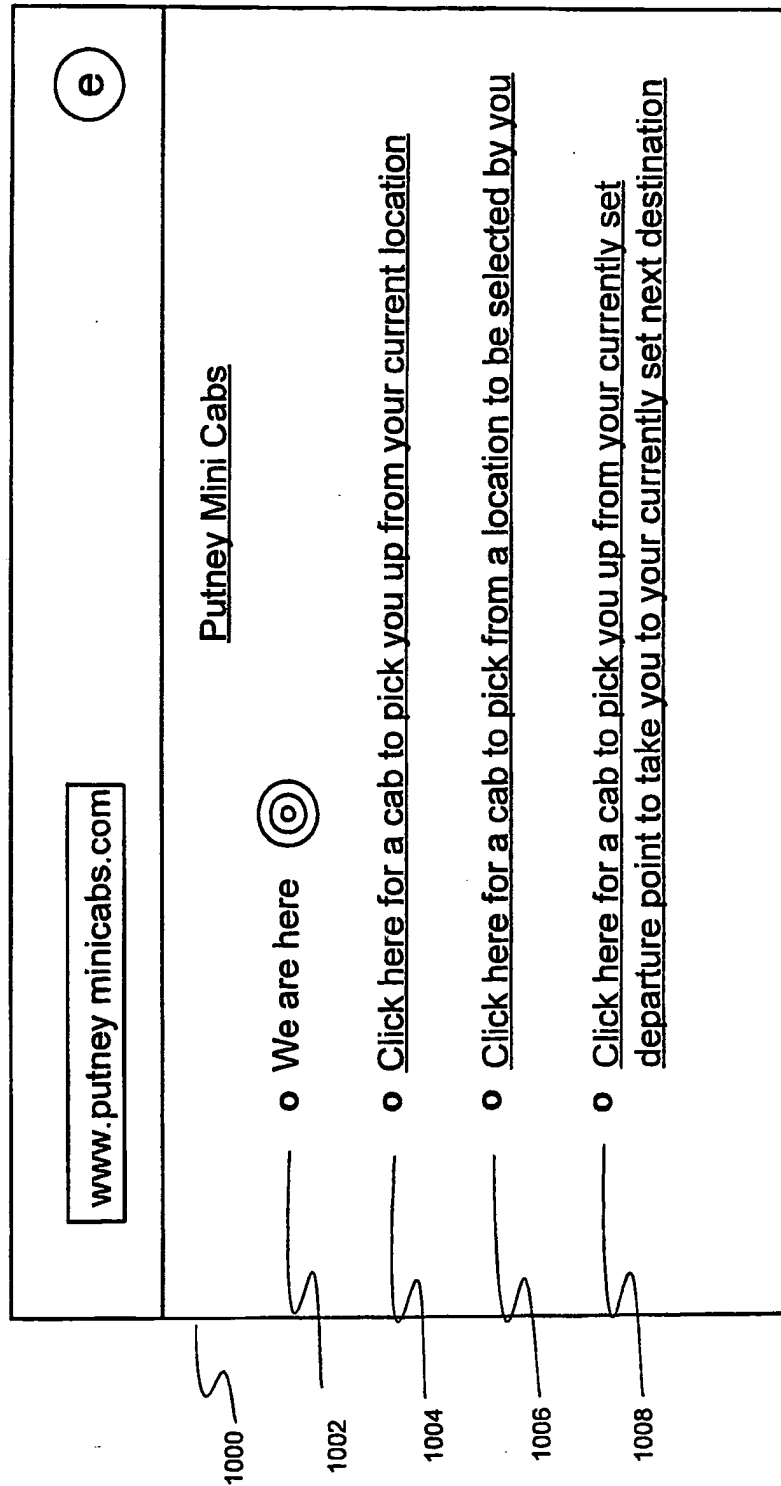 www.putney minicabs.com
e
Putney Mini Cabs
o We are here
o Click here for a cab to pick you up from your current location
o Click here for a cab to pick from a location to be selected by you
o Click here for a cab to pick you up from your currently set
departure point to take you to your currently set next destination
1000
1002
1004
1006
1008